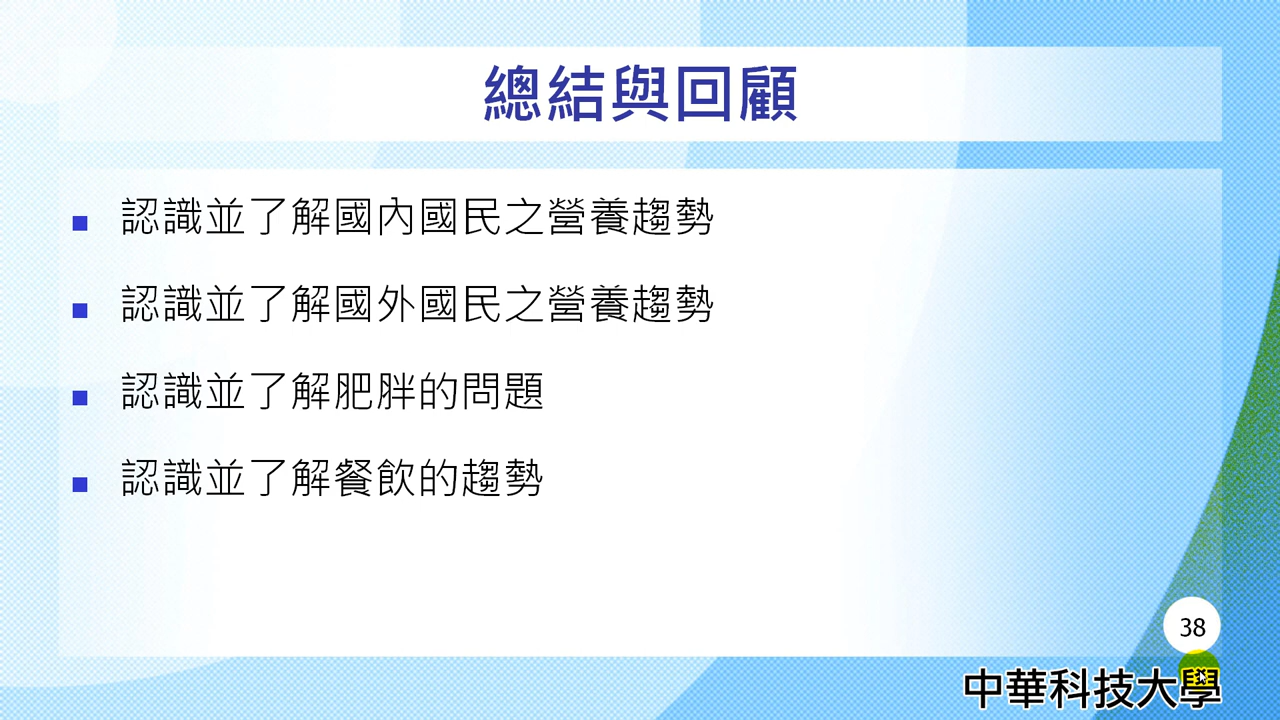 總結與回顧
認識並了解國內國民之營養趨勢
認識並了解國外國民之營養趨勢
認識並了解肥胖的問題
認識並了解餐飲的趨勢
38
中華科技大學